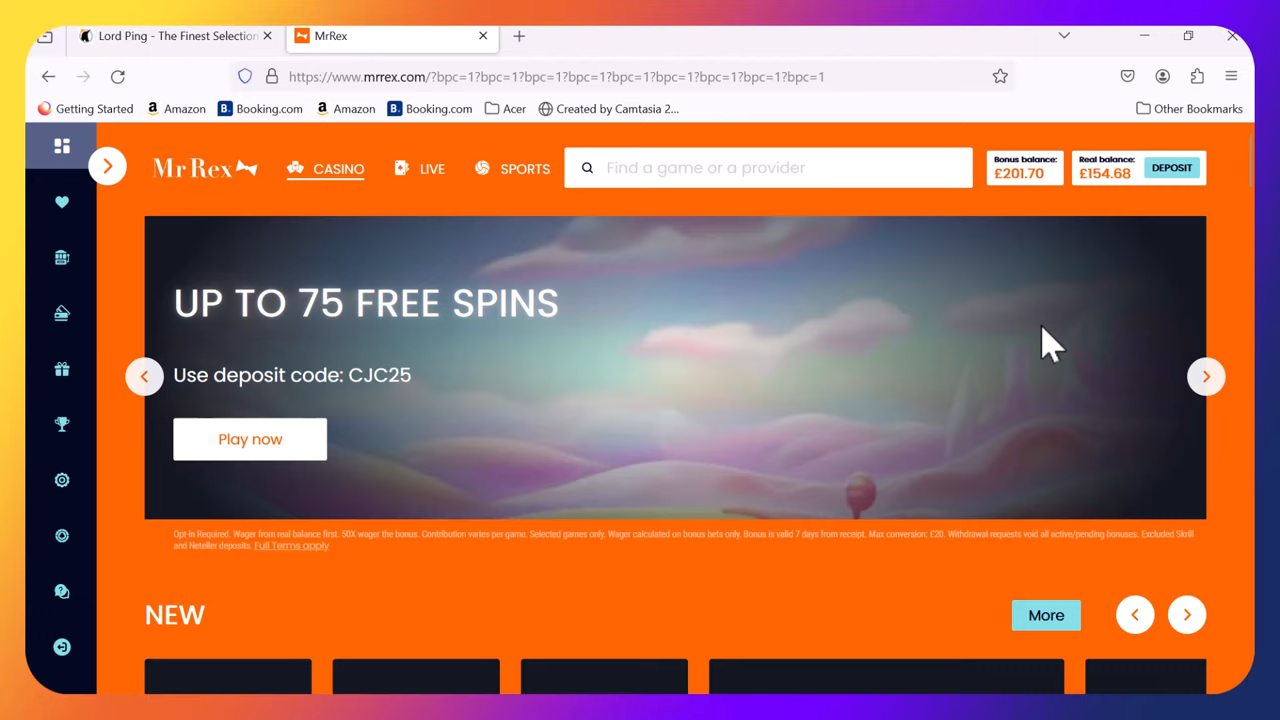 Lord Ping - The Finest Selection
MrRex
https://www.mrrex.com/?bpc=1?bpc=1?bpc=1?bpc=1?bpc=1?bpc=1?bpc=1?bpc=1?bpc=1
Getting Started
Amazon
Booking.com
Amazon
Booking.com
Acer
Created by Camtasia 2...
Other Bookmarks
Mr Rex
CASINO
LIVE
SPORTS
Find a game or a provider
Bonus balance:
£201.70
Real balance:
£154.68
DEPOSIT
UP TO 75 FREE SPINS
Use deposit code: CJC25
Play now
Opt-In Required. Wager from real balance first. 50X wager the bonus. Contribution varies per game. Selected games only. Wager calculated on bonus bets only. Bonus is valid 7 days from receipt. Max conversion: £20. Withdrawal requests void all active/pending bonuses. Excluded Skrill
and Neteller deposits. Full Terms apply
NEW
More